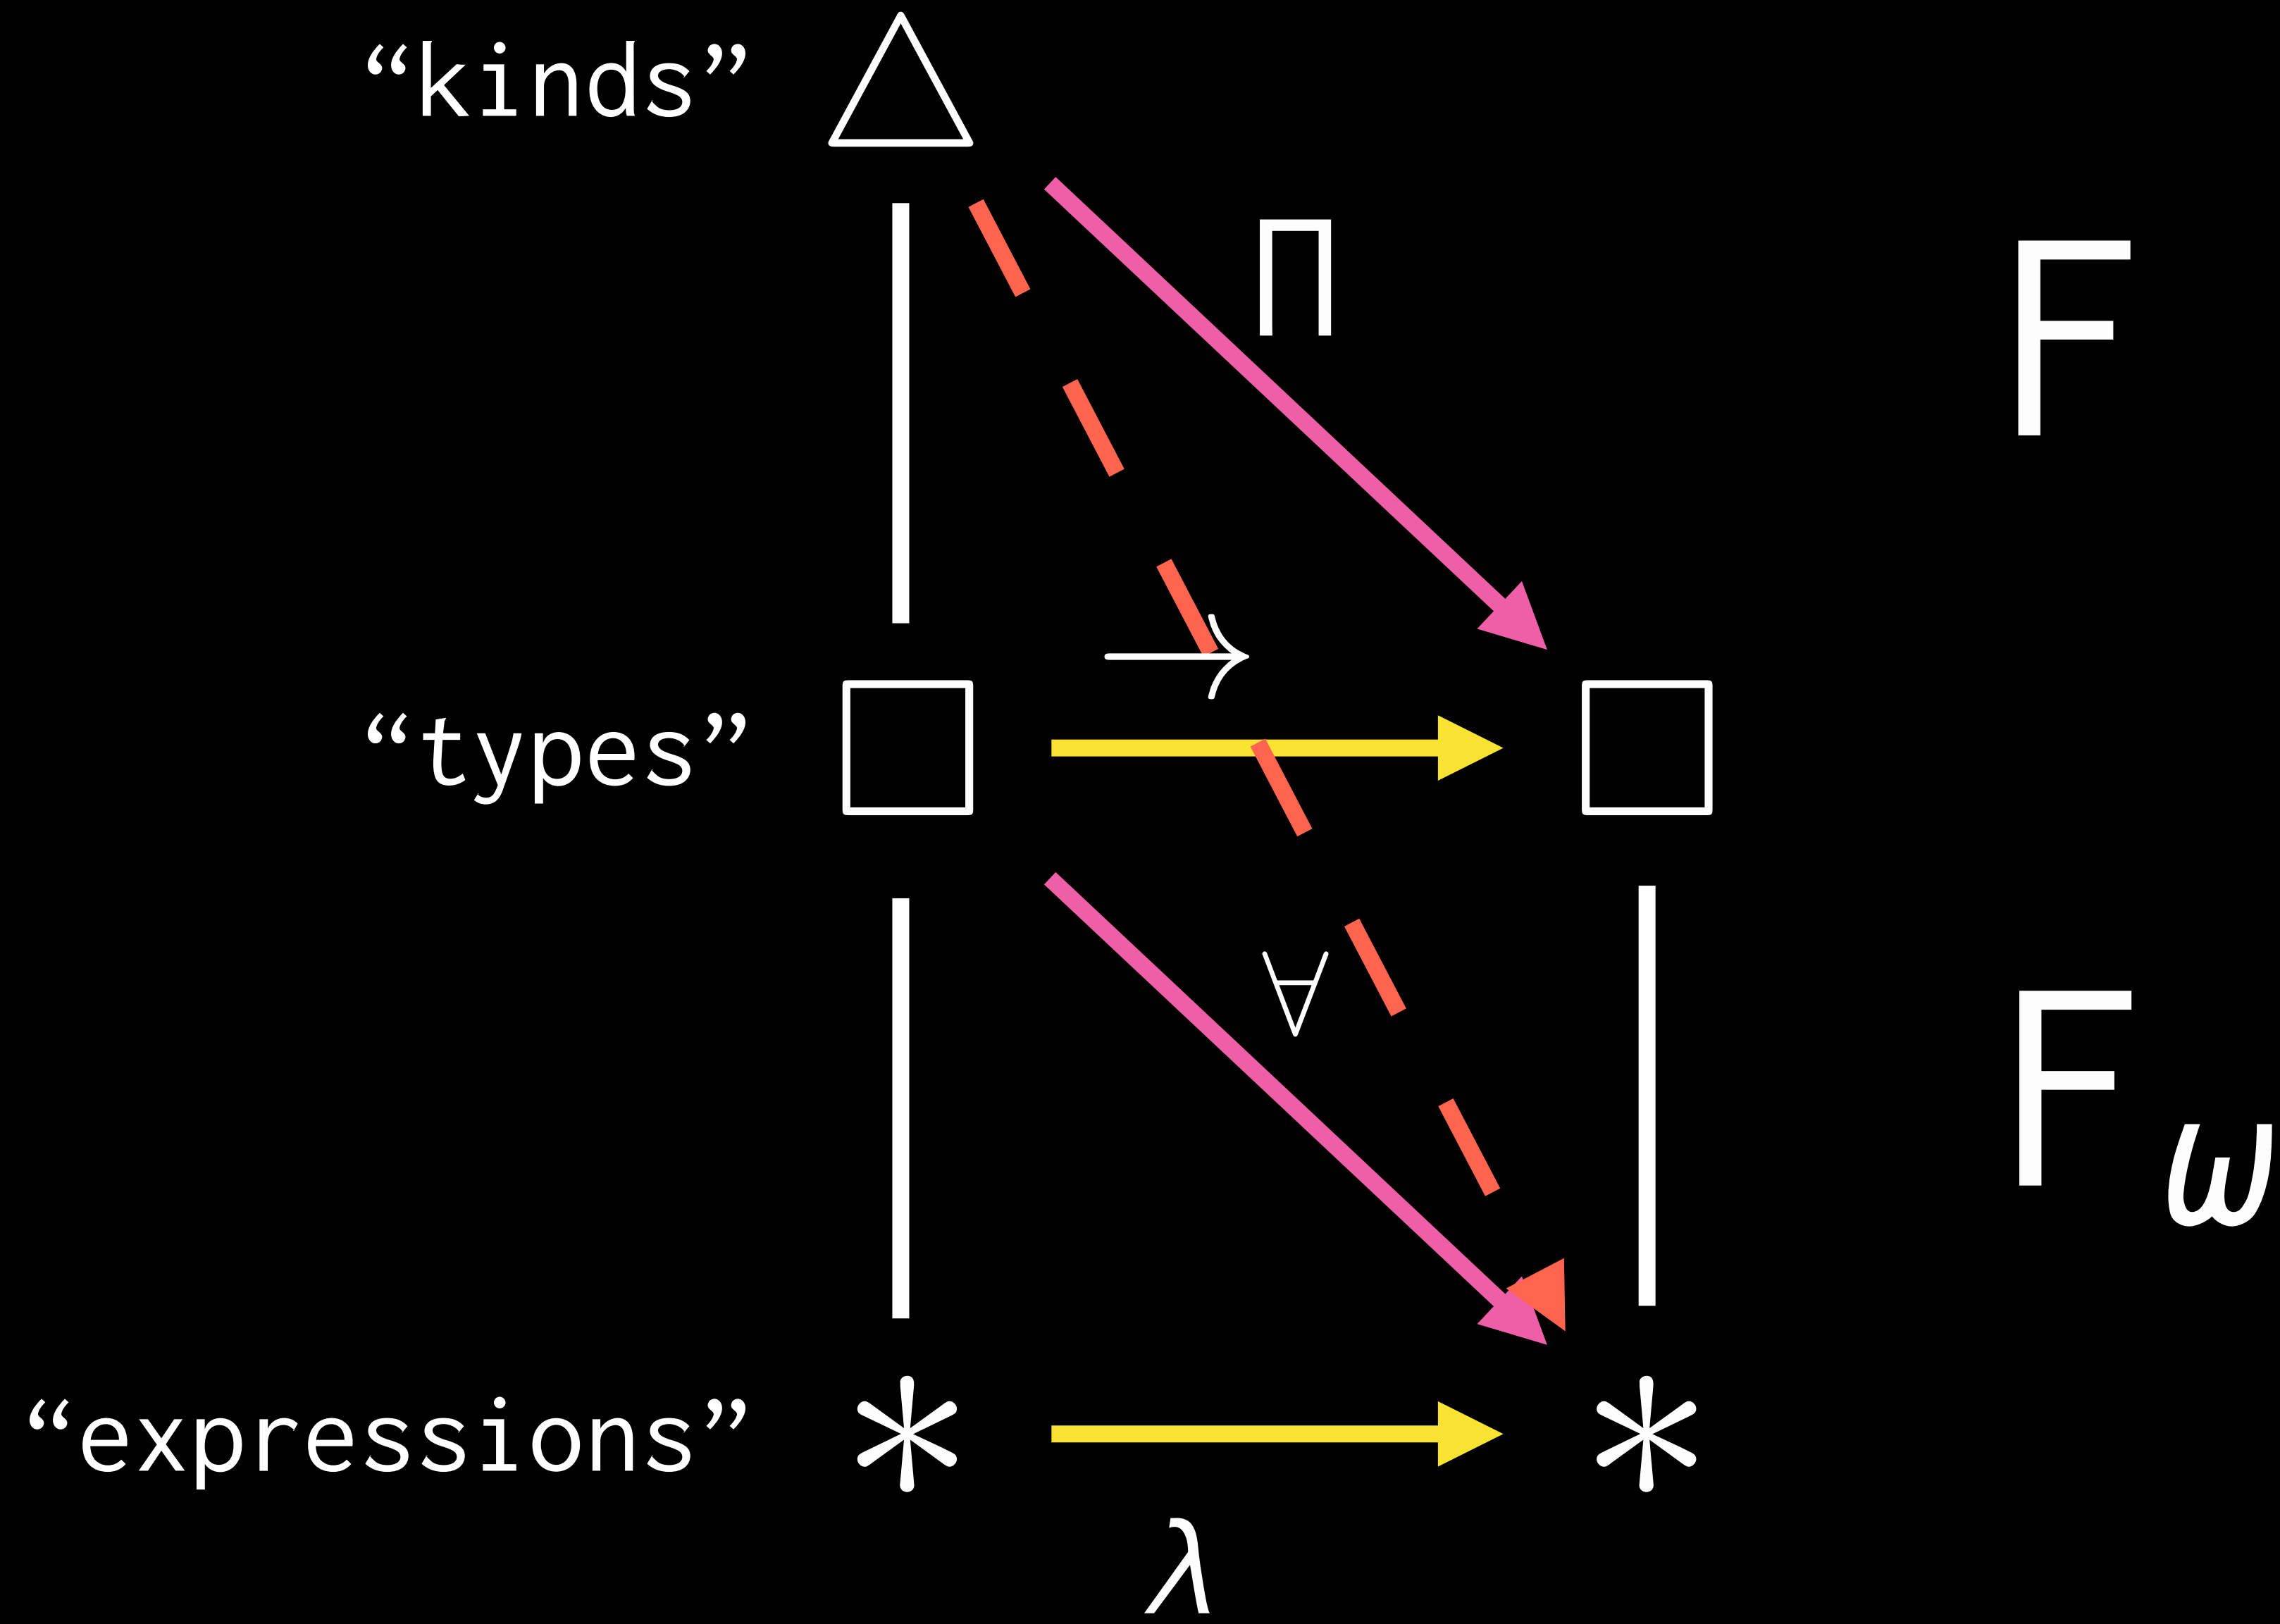 “kinds” △
Π
F
→
“types” □ □
∀
F ω
“expressions” * *
λ